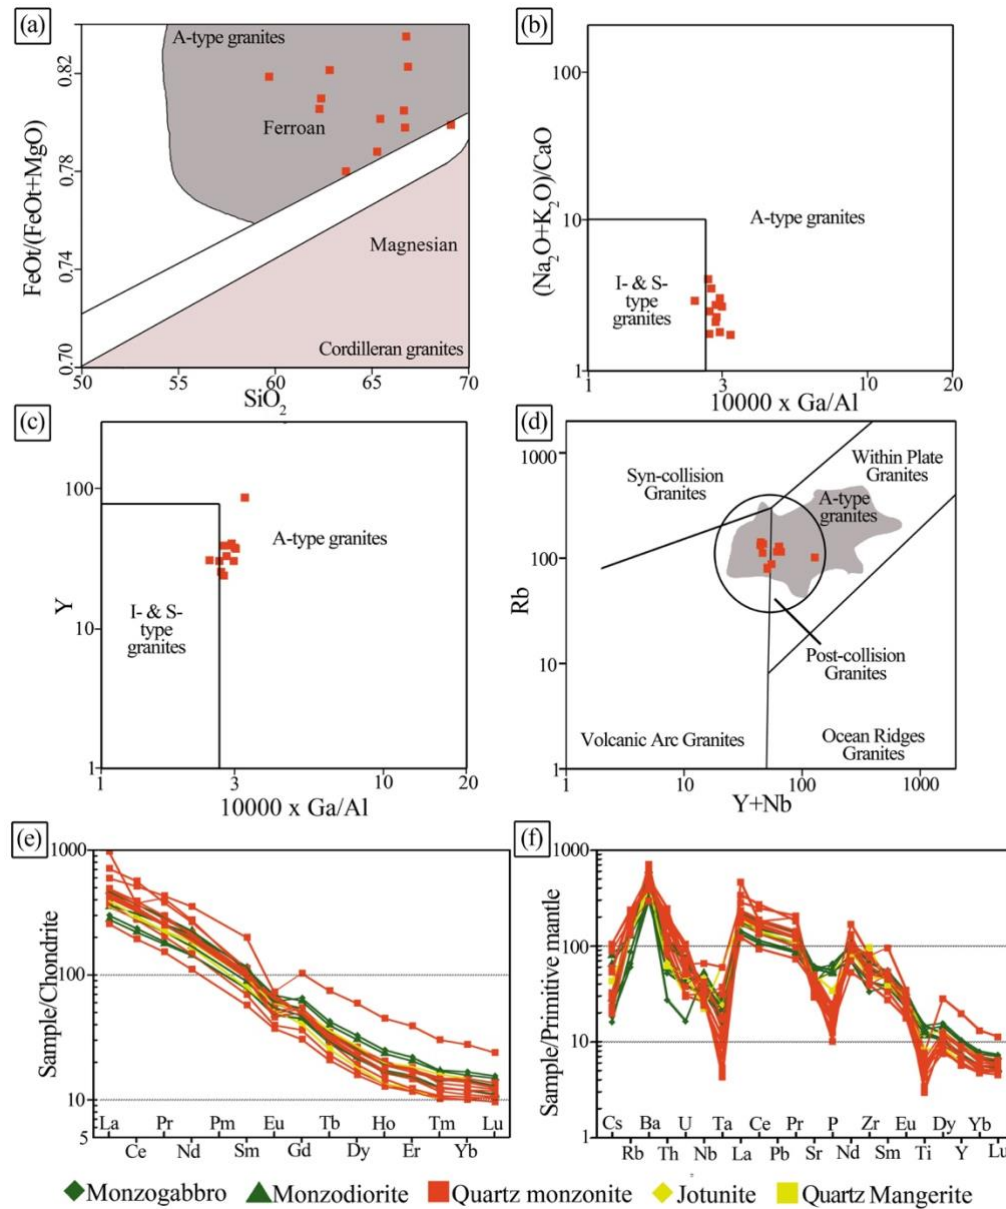 (a)
A-type granites
Ferroan
Magnesian
Cordilleran granites
FeOt/(FeOt+MgO)
0.82
0.78
0.74
0.70
50
55
60
65
70
SiO₂
(b)
(Na₂O+K₂O)/CaO
100
10
1
A-type granites
I- & S-
type
granites
1
3
10
20
10000 x Ga/Al
(c)
Y
100
10
1
A-type granites
I- & S-
type
granites
1
3
10
20
10000 x Ga/Al
(d)
Rb
1000
100
10
1
Syn-collision
Granites
Within Plate
Granites
A-type
granites
Post-collision
Granites
Volcanic Arc Granites
Ocean Ridges
Granites
1
10
100
1000
Y+Nb
(e)
Sample/Chondrite
1000
100
10
5
La Pr Pm Eu Tb Ho Tm Lu
Ce Nd Sm Gd Dy Er Yb
(f)
Sample/Primitive mantle
1000
100
10
1
Cs Ba U Ta Ce Pr P Zr Eu Dy Yb
Rb Th Nb La Pb Sr Nd Sm Ti Y Lu
Monzogabbro Monzodiorite Quartz monzonite Jotunite Quartz Mangerite